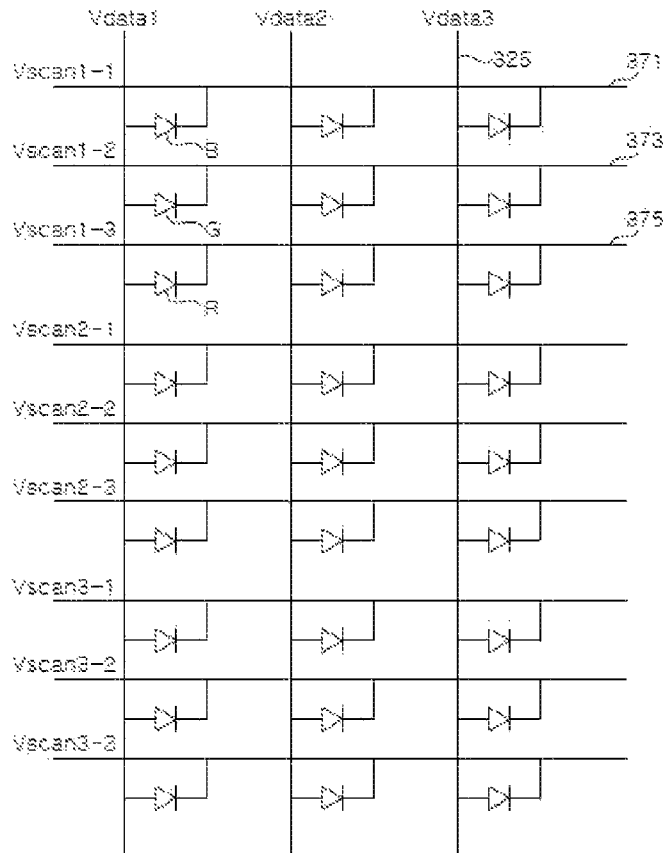 Vdata1 Vdata2 Vdata3
325
Vscan1-1 371
B
Vscan1-2 373
G
Vscan1-3 375
R
Vscan2-1
Vscan2-2
Vscan2-3
Vscan3-1
Vscan3-2
Vscan3-3